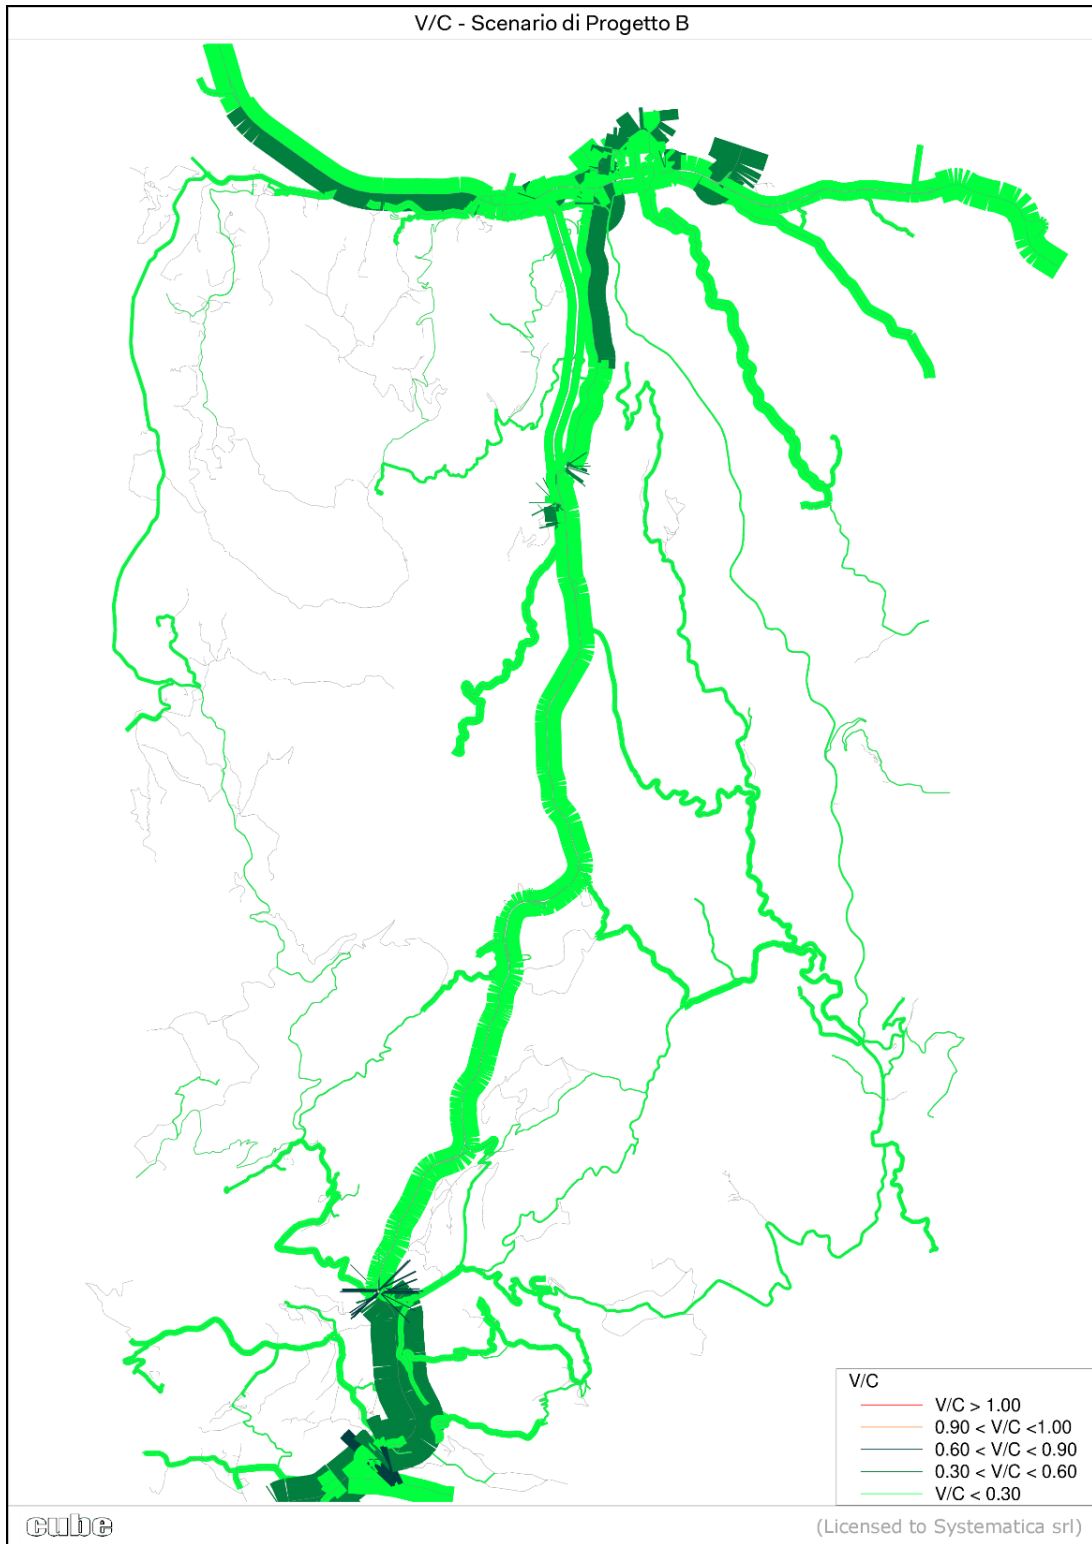 V/C - Scenario di Progetto B
V/C
V/C > 1.00
0.90 < V/C <1.00
0.60 < V/C < 0.90
0.30 < V/C < 0.60
V/C < 0.30
cube
(Licensed to Systematica srl)